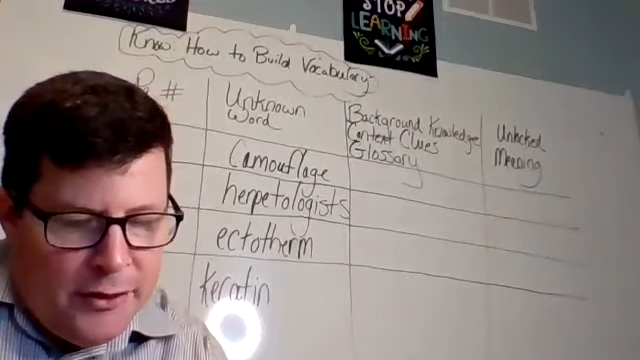 STOP
LEARNING
Know How to Build Vocabulary
#
Unknown
Word
Background Knowledge
Content Clues
Glossary
Unlocked
Meaning
Camouflage
herpetologists
ectotherm
Keratin